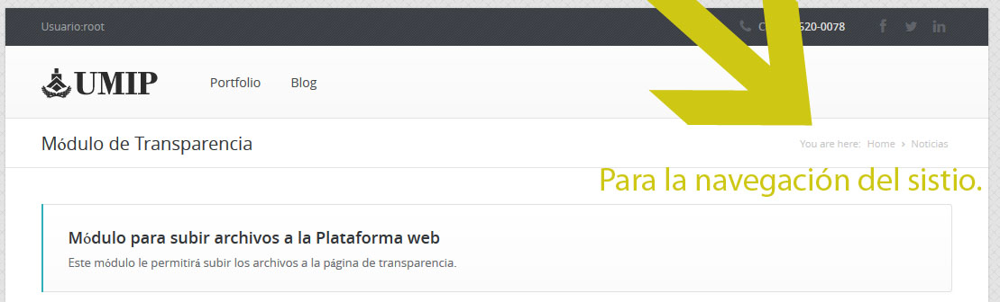 Usuario:root
520-0078
UMIP
Portfolio Blog
Módulo de Transparencia
You are here: Home › Noticias
Para la navegación del sistio.
Módulo para subir archivos a la Plataforma web
Este módulo le permitirá subir los archivos a la página de transparencia.